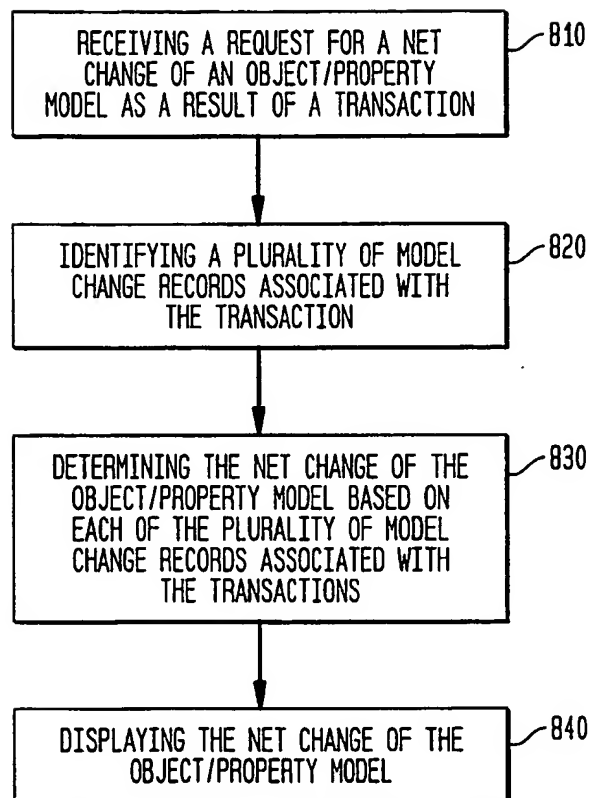 RECEIVING A REQUEST FOR A NET
CHANGE OF AN OBJECT/PROPERTY
MODEL AS A RESULT OF A TRANSACTION
810
IDENTIFYING A PLURALITY OF MODEL
CHANGE RECORDS ASSOCIATED WITH
THE TRANSACTION
820
DETERMINING THE NET CHANGE OF THE
OBJECT/PROPERTY MODEL BASED ON
EACH OF THE PLURALITY OF MODEL
CHANGE RECORDS ASSOCIATED WITH
THE TRANSACTIONS
830
DISPLAYING THE NET CHANGE OF THE
OBJECT/PROPERTY MODEL
840